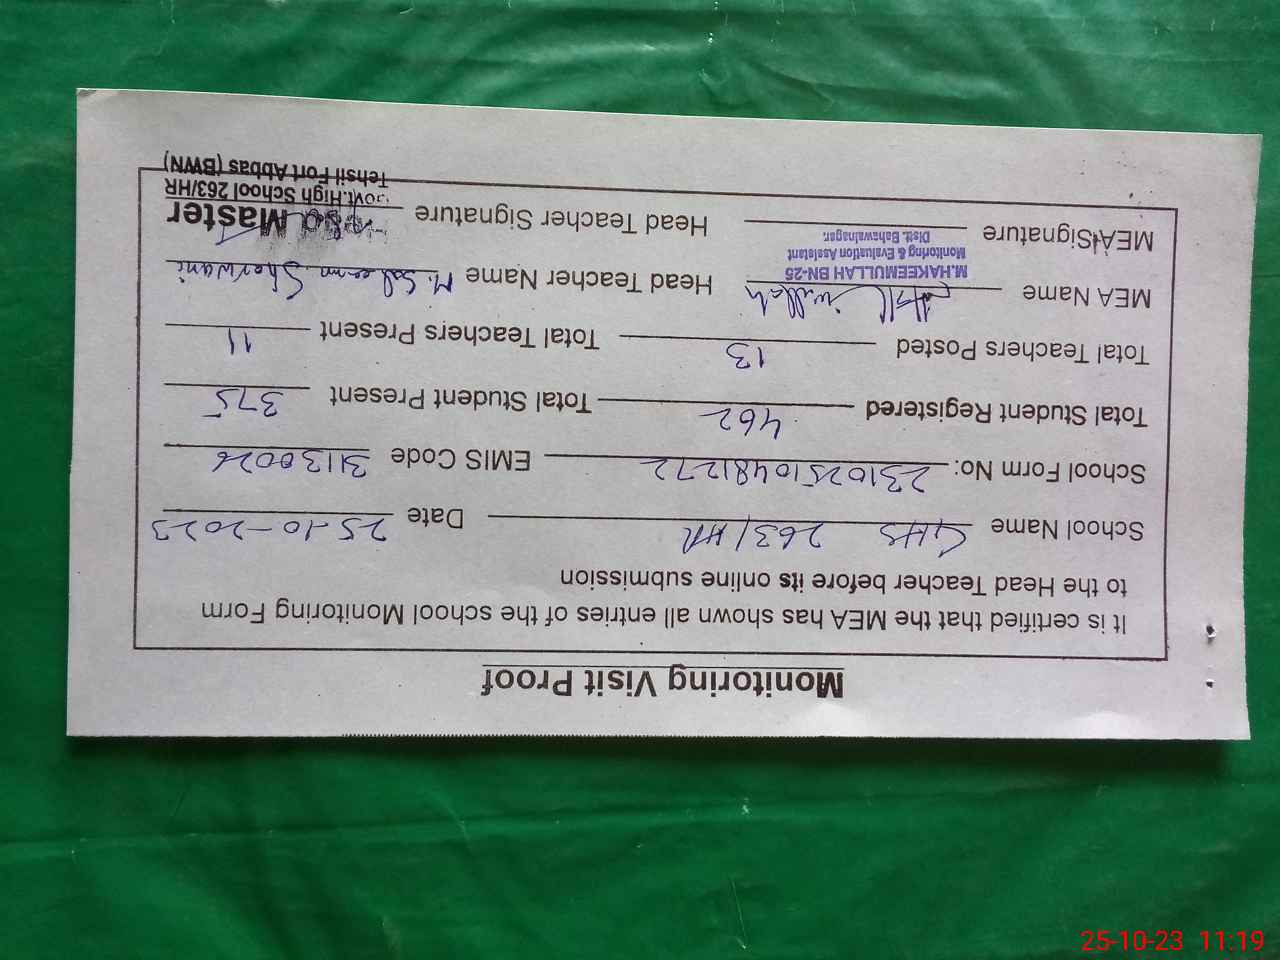 Monitoring Visit Proof
It is certified that the MEA has shown all entries of the school Monitoring Form
to the Head Teacher before its online submission
School Name GHS 263/HR Date 25-10-2023
School Form No: 23102510481272 EMIS Code 31130026
Total Student Registered 462 Total Student Present 375
Total Teachers Posted 13 Total Teachers Present 11
MEA Name Head Teacher Name M. Saleem Sherwani
M.HAKEEMULLAH BN-25
Monitoring & Evaluation Assistant
Distt. Bahawalnagar.
MEA Signature Head Teacher Signature
Head Master
Govt.High School 263/HR
Tehsil Fort Abbas (BWN)
25-10-23 11:19